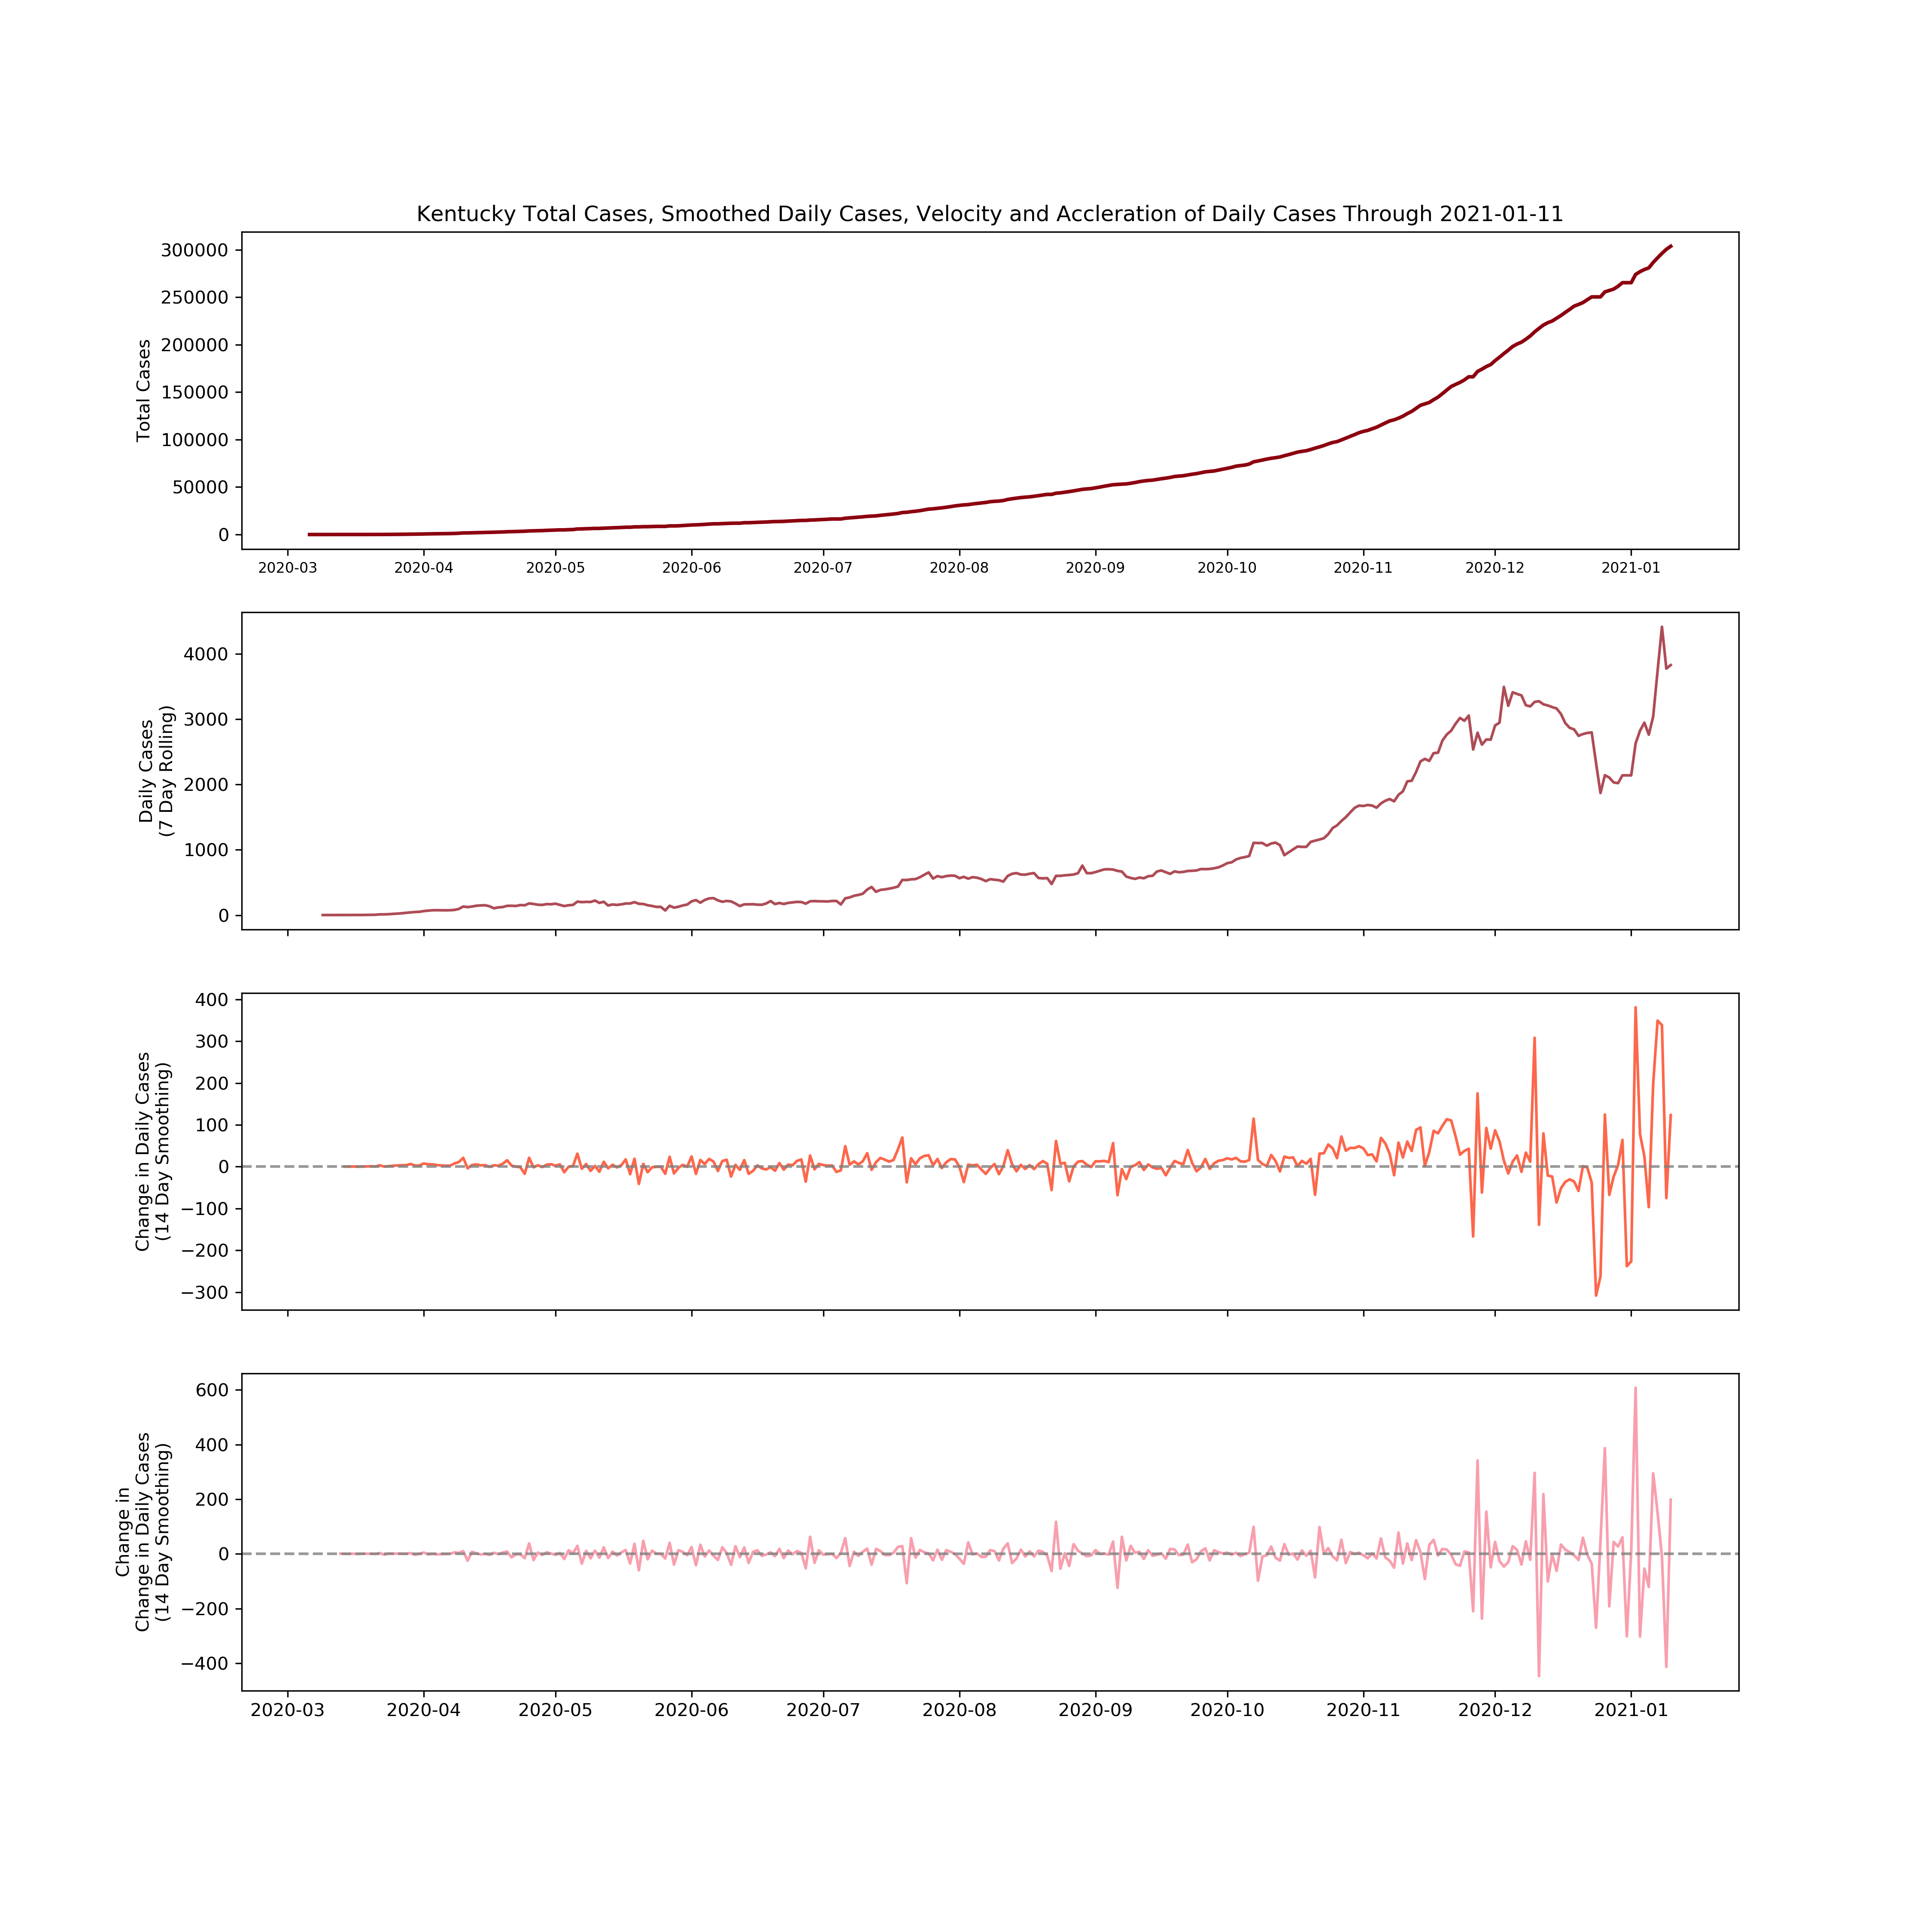 Kentucky Total Cases, Smoothed Daily Cases, Velocity and Accleration of Daily Cases Through 2021-01-11
Total Cases
300000
250000
200000
150000
100000
50000
0
2020-03 2020-04 2020-05 2020-06 2020-07 2020-08 2020-09 2020-10 2020-11 2020-12 2021-01
Daily Cases
(7 Day Rolling)
4000
3000
2000
1000
0
Change in Daily Cases
(14 Day Smoothing)
400
300
200
100
0
−100
−200
−300
Change in
Change in Daily Cases
(14 Day Smoothing)
600
400
200
0
−200
−400
2020-03 2020-04 2020-05 2020-06 2020-07 2020-08 2020-09 2020-10 2020-11 2020-12 2021-01